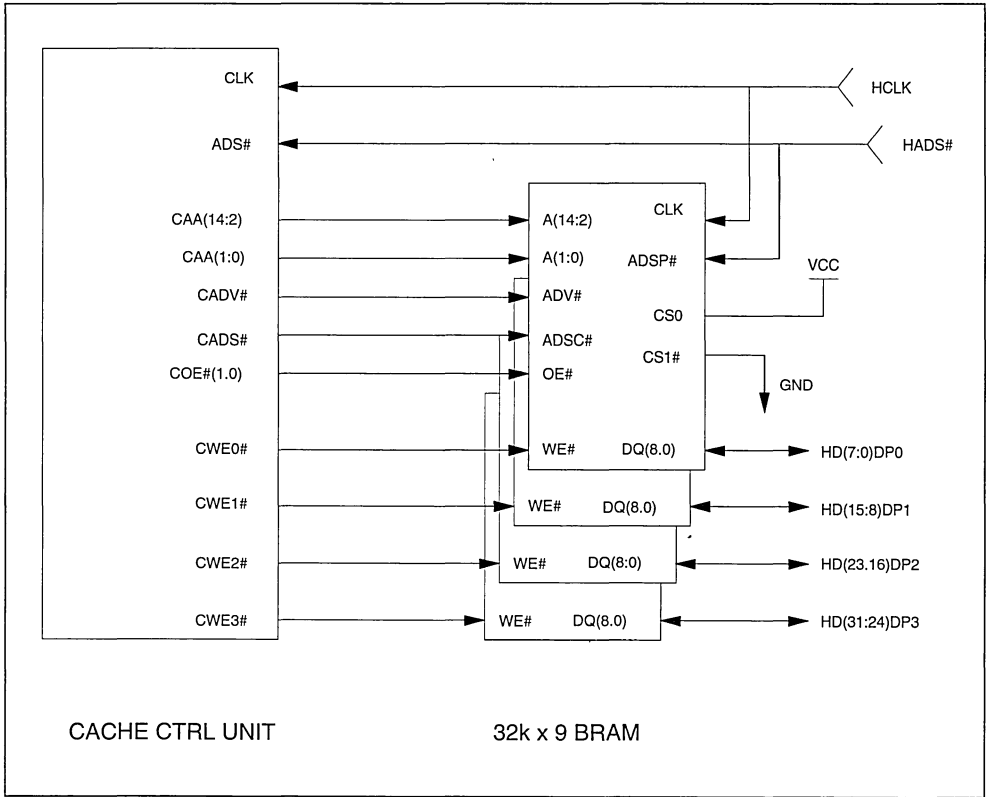 CLK HCLK
ADS# HADS#
CLK
CAA(14:2) A(14:2)
CAA(1:0) A(1:0) ADSP#
VCC
CADV# ADV#
CS0
CADS# ADSC#
CS1#
COE#(1.0) OE#
GND
CWE0# WE# DQ(8.0) HD(7:0)DP0
CWE1# WE# DQ(8.0) HD(15:8)DP1
CWE2# WE# DQ(8:0) HD(23.16)DP2
CWE3# WE# DQ(8.0) HD(31:24)DP3
CACHE CTRL UNIT 32k x 9 BRAM